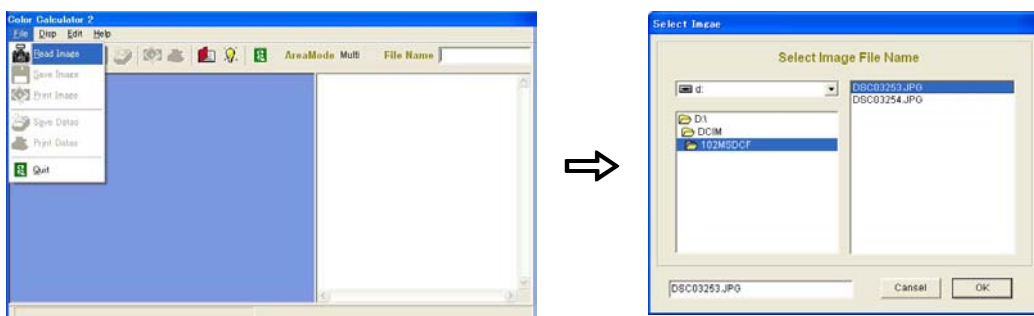 Color Calculator 2
File Disp Edit Help
Read Image
AreaMode Multi File Name
Save Image
Print Image
Save Datas
Print Datas
Quit
Select Imgae
Select Image File Name
d:
D:\
DCIM
102MSDCF
DSC03253.JPG
DSC03254.JPG
DSC03253.JPG
Cansel
OK